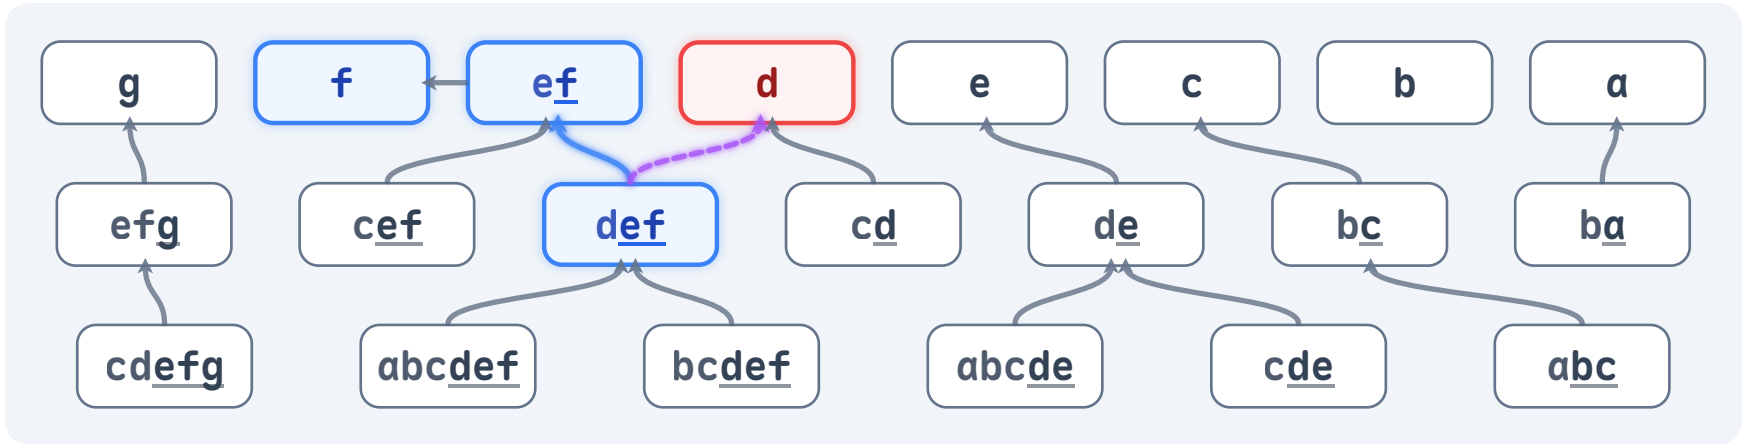 g f ef d e c b a
efg cef def cd de bc ba
cdefg abcdef bcdef abcde cde abc